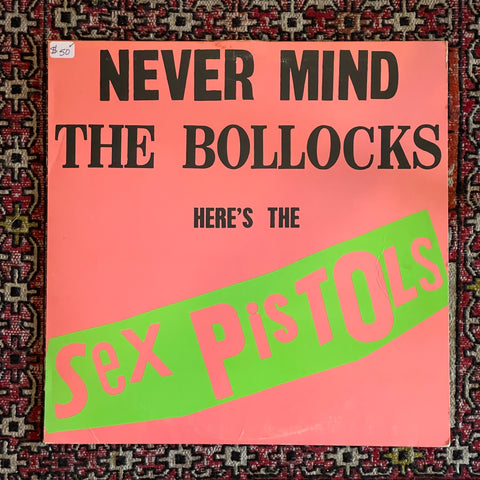 $50
NEVER MIND
THE BOLLOCKS
HERE'S THE
Sex PisTOLs